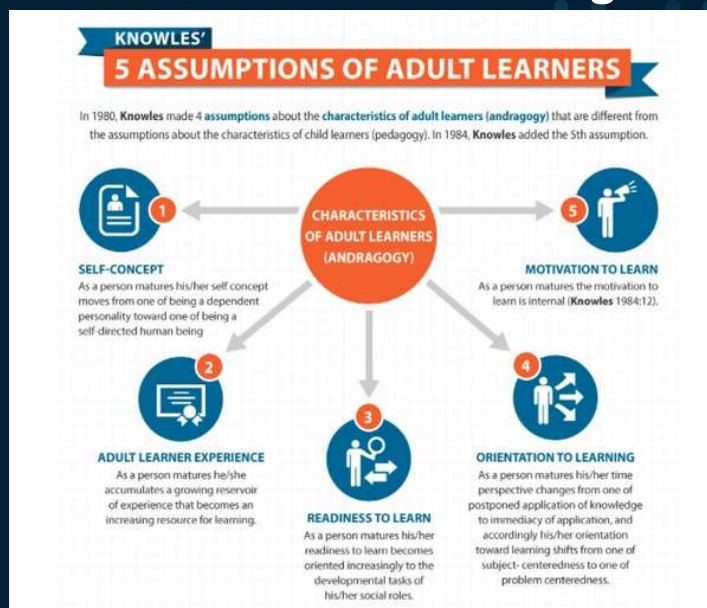 KNOWLES'
5 ASSUMPTIONS OF ADULT LEARNERS
In 1980, Knowles made 4 assumptions about the characteristics of adult learners (andragogy) that are different from
the assumptions about the characteristics of child learners (pedagogy). In 1984, Knowles added the 5th assumption.
CHARACTERISTICS
OF ADULT LEARNERS
(ANDRAGOGY)
1
SELF-CONCEPT
As a person matures his/her self concept
moves from one of being a dependent
personality toward one of being a
self-directed human being
2
ADULT LEARNER EXPERIENCE
As a person matures he/she
accumulates a growing reservoir
of experience that becomes an
increasing resource for learning.
3
READINESS TO LEARN
As a person matures his/her
readiness to learn becomes
oriented increasingly to the
developmental tasks of
his/her social roles.
4
ORIENTATION TO LEARNING
As a person matures his/her time
perspective changes from one of
postponed application of knowledge
to immediacy of application, and
accordingly his/her orientation
toward learning shifts from one of
subject- centeredness to one of
problem centeredness.
5
MOTIVATION TO LEARN
As a person matures the motivation to
learn is internal (Knowles 1984:12).